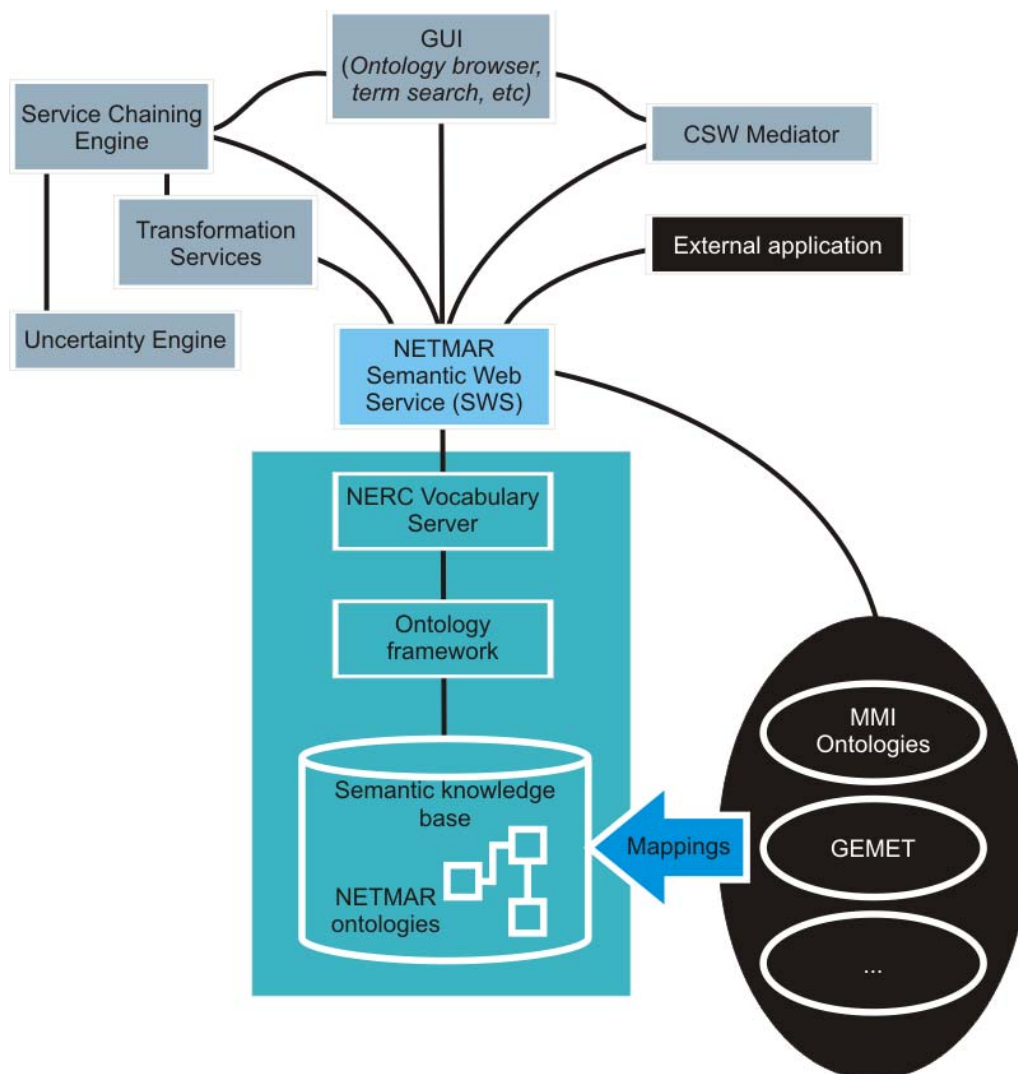 GUI
(Ontology browser,
term search, etc)
Service Chaining
Engine
CSW Mediator
Transformation
Services
External application
Uncertainty Engine
NETMAR
Semantic Web
Service (SWS)
NERC Vocabulary
Server
Ontology
framework
MMI
Ontologies
Semantic knowledge
base
Mappings
GEMET
NETMAR
ontologies
...